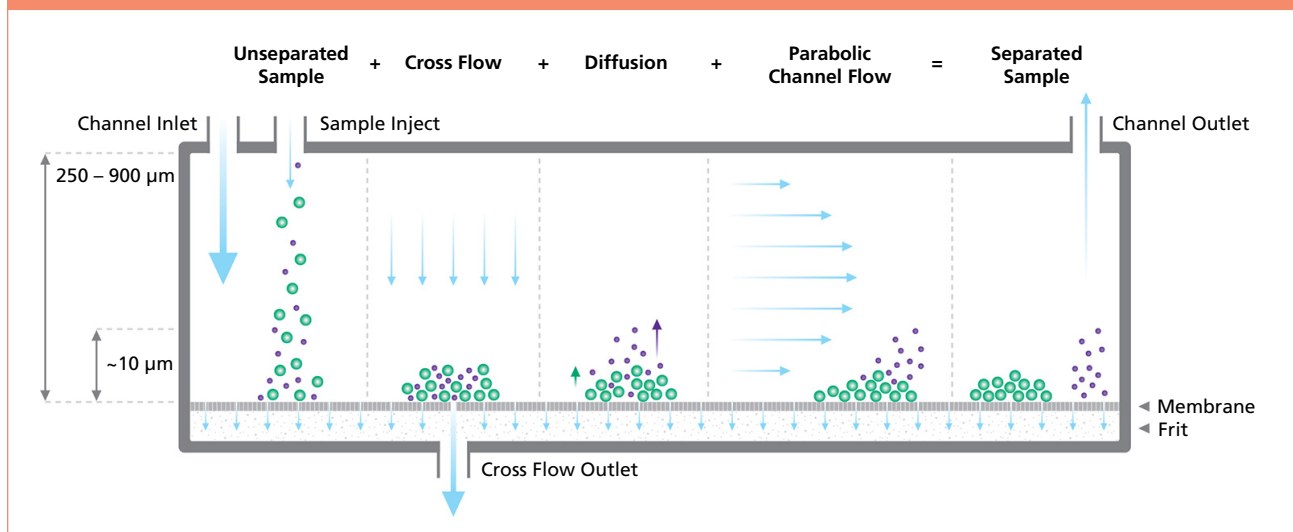 Unseparated
Sample
+
Cross Flow
+
Diffusion
+
Parabolic
Channel Flow
=
Separated
Sample
Channel Inlet
Sample Inject
Channel Outlet
250 – 900 µm
~10 µm
Membrane
Frit
Cross Flow Outlet